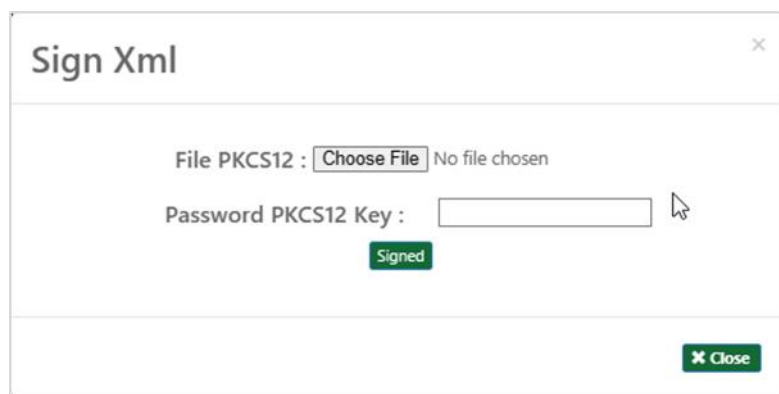 Sign Xml
×
File PKCS12 : Choose File No file chosen
Password PKCS12 Key :
Signed
✖ Close